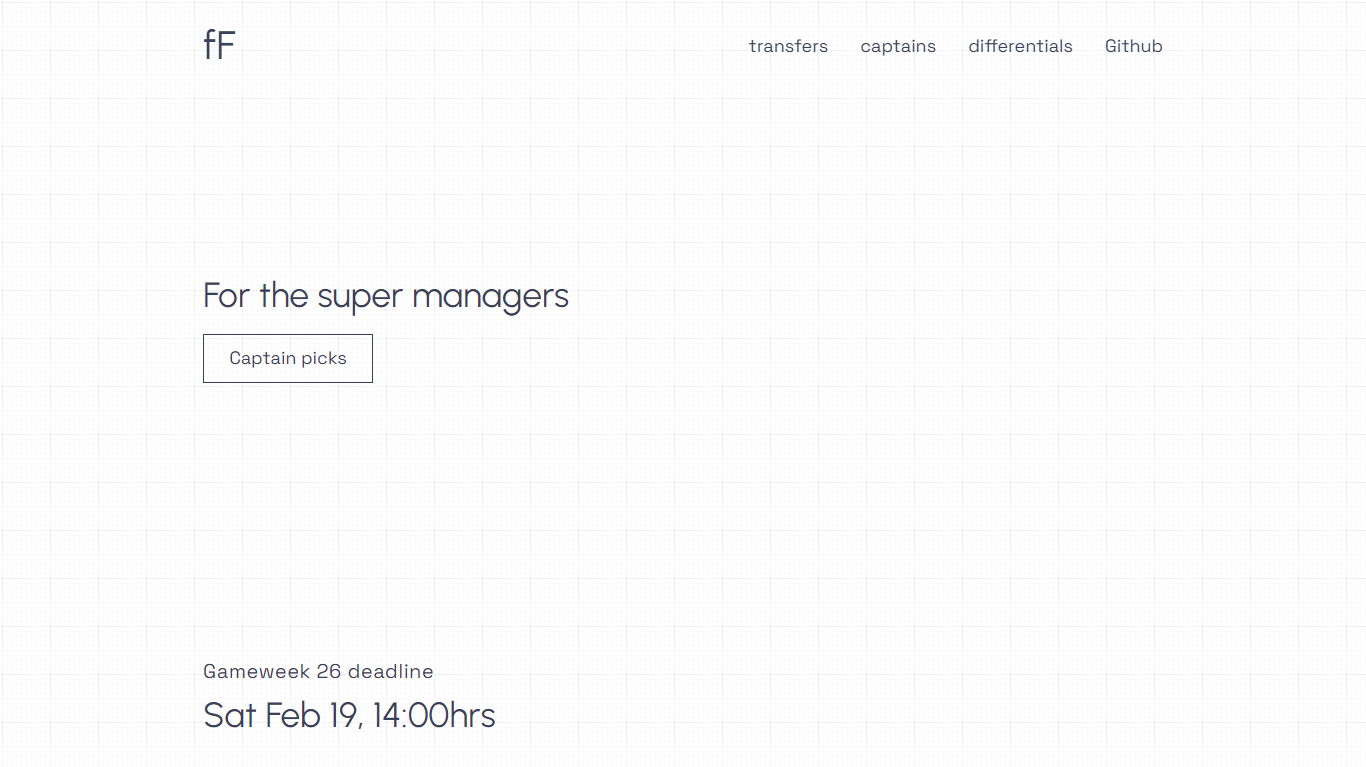 fF
transfers captains differentials Github
For the super managers
Captain picks
Gameweek 26 deadline
Sat Feb 19, 14:00hrs